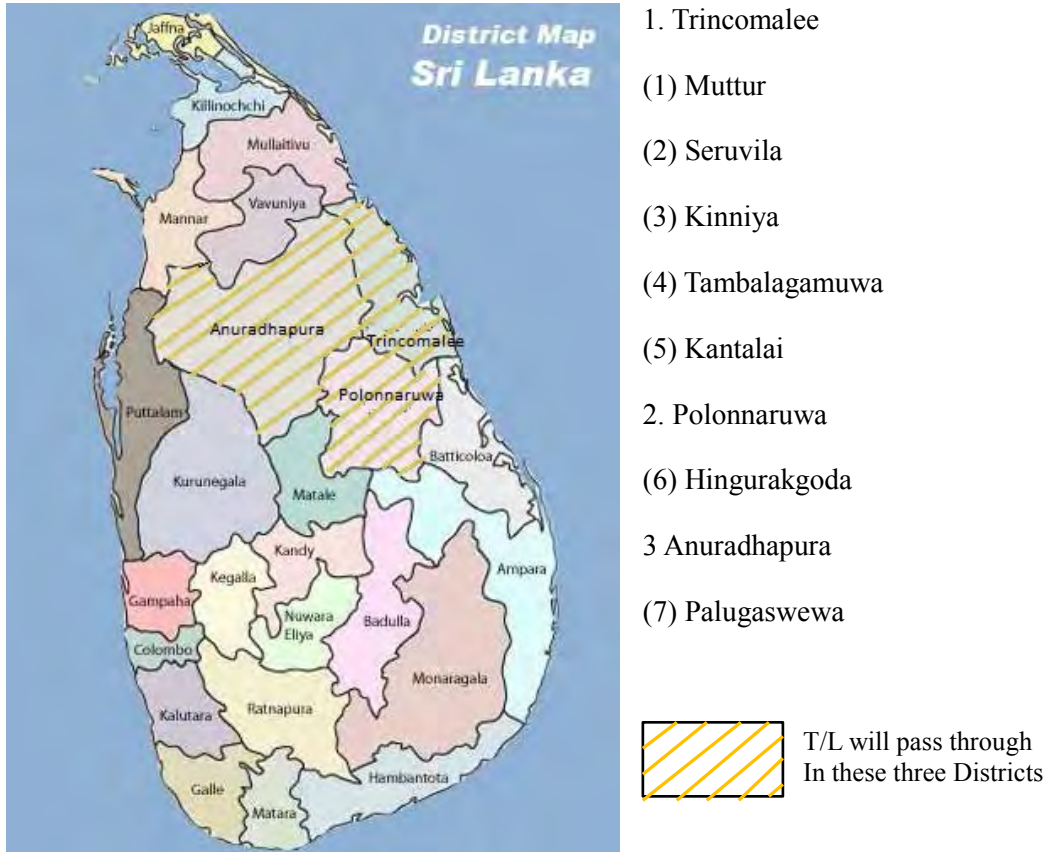 District Map
Sri Lanka
Jaffna
Killinochchi
Mullaitivu
Vavuniya
Mannar
Anuradhapura
Trincomalee
Polonnaruwa
Puttalam
Batticoloa
Kurunegala
Matale
Kandy
Ampara
Kegalla
Gampaha
Nuwara
Eliya
Badulla
Colombo
Monaragala
Kalutara
Ratnapura
Hambantota
Galle
Matara
1. Trincomalee
(1) Muttur
(2) Seruvila
(3) Kinniya
(4) Tambalagamuwa
(5) Kantalai
2. Polonnaruwa
(6) Hingurakgoda
3 Anuradhapura
(7) Palugaswewa
T/L will pass through
In these three Districts